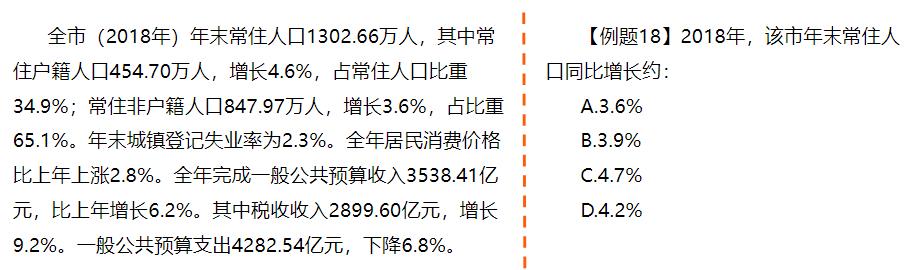 全市（2018年）年末常住人口1302.66万人，其中常
住户籍人口454.70万人，增长4.6%，占常住人口比重
34.9%；常住非户籍人口847.97万人，增长3.6%，占比重
65.1%。年末城镇登记失业率为2.3%。全年居民消费价格
比上年上涨2.8%。全年完成一般公共预算收入3538.41亿
元，比上年增长6.2%。其中税收收入2899.60亿元，增长
9.2%。一般公共预算支出4282.54亿元，下降6.8%。
【例题18】2018年，该市年末常住人
口同比增长约：
A.3.6%
B.3.9%
C.4.7%
D.4.2%